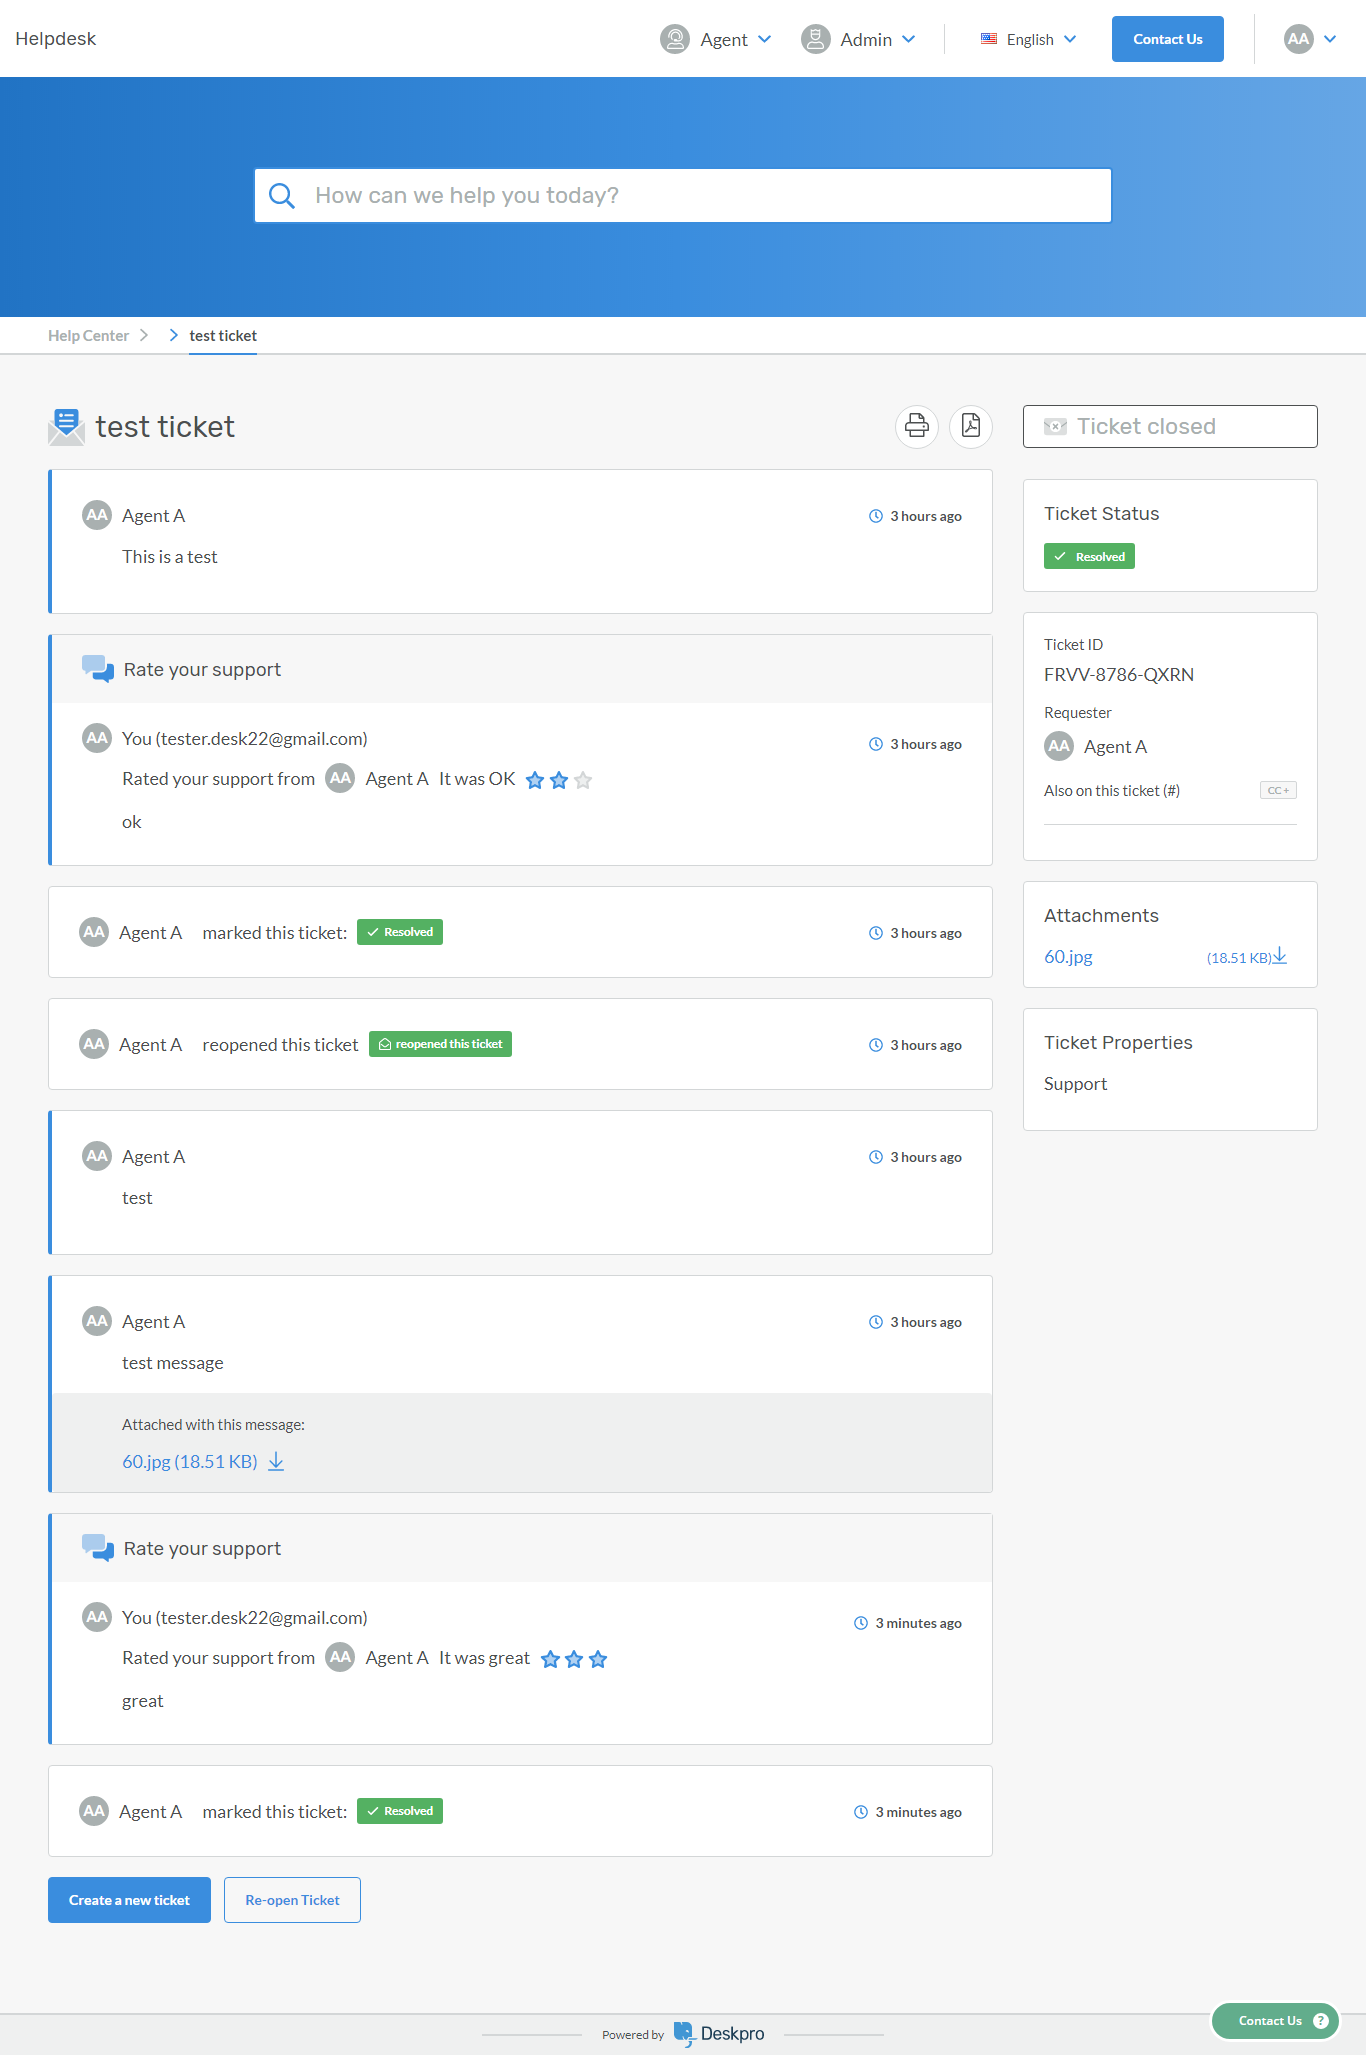 Helpdesk
Agent
Admin
English
Contact Us
AA
How can we help you today?
Help Center
test ticket
test ticket
Ticket closed
AA Agent A
3 hours ago
This is a test
Rate your support
AA You (tester.desk22@gmail.com)
3 hours ago
Rated your support from AA Agent A It was OK
ok
AA Agent A marked this ticket: Resolved
3 hours ago
AA Agent A reopened this ticket reopened this ticket
3 hours ago
AA Agent A
3 hours ago
test
AA Agent A
3 hours ago
test message
Attached with this message:
60.jpg (18.51 KB)
Rate your support
AA You (tester.desk22@gmail.com)
3 minutes ago
Rated your support from AA Agent A It was great
great
AA Agent A marked this ticket: Resolved
3 minutes ago
Create a new ticket
Re-open Ticket
Ticket Status
Resolved
Ticket ID
FRVV-8786-QXRN
Requester
AA Agent A
Also on this ticket (#)
CC +
Attachments
60.jpg
(18.51 KB)
Ticket Properties
Support
Powered by Deskpro
Contact Us ?